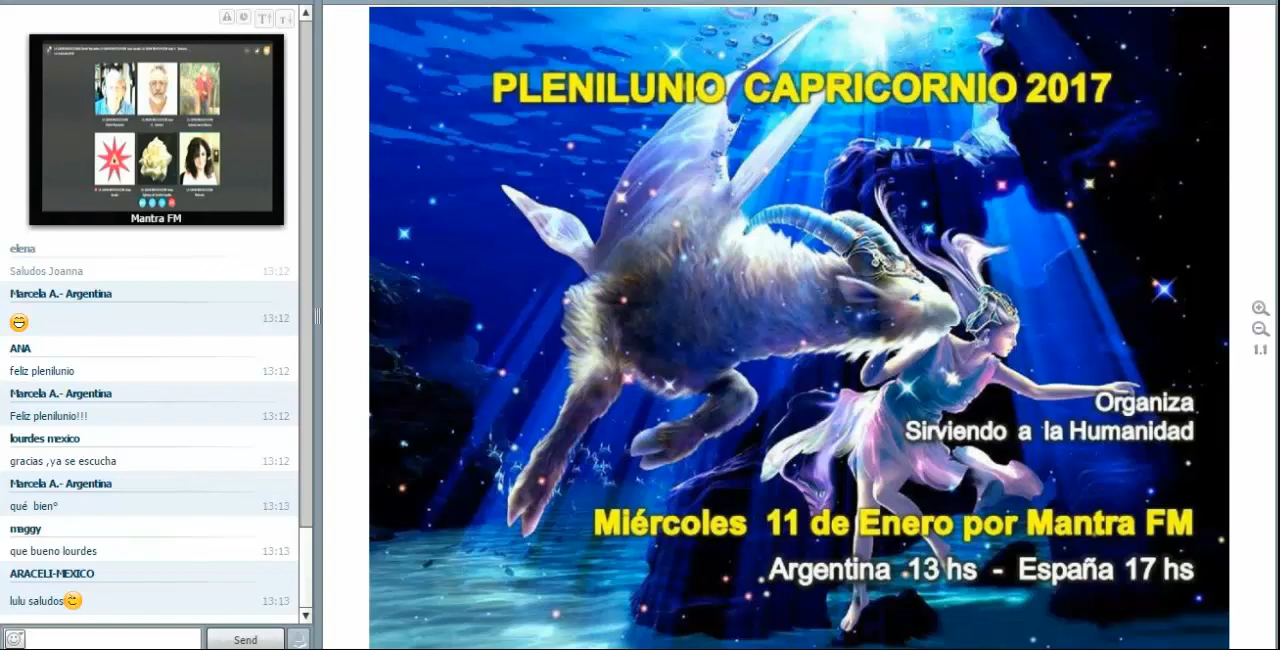 Mantra FM
elena
Saludos Joanna 13:12
Marcela A.- Argentina
13:12
ANA
feliz plenilunio 13:12
Marcela A.- Argentina
Feliz plenilunio!!! 13:12
lourdes mexico
gracias ,ya se escucha 13:12
Marcela A.- Argentina
qué bien° 13:13
maggy
que bueno lourdes 13:13
ARACELI-MEXICO
lulu saludos 13:13
Send
PLENILUNIO CAPRICORNIO 2017
Organiza
Sirviendo a la Humanidad
Miércoles 11 de Enero por Mantra FM
Argentina 13 hs - España 17 hs
1.1